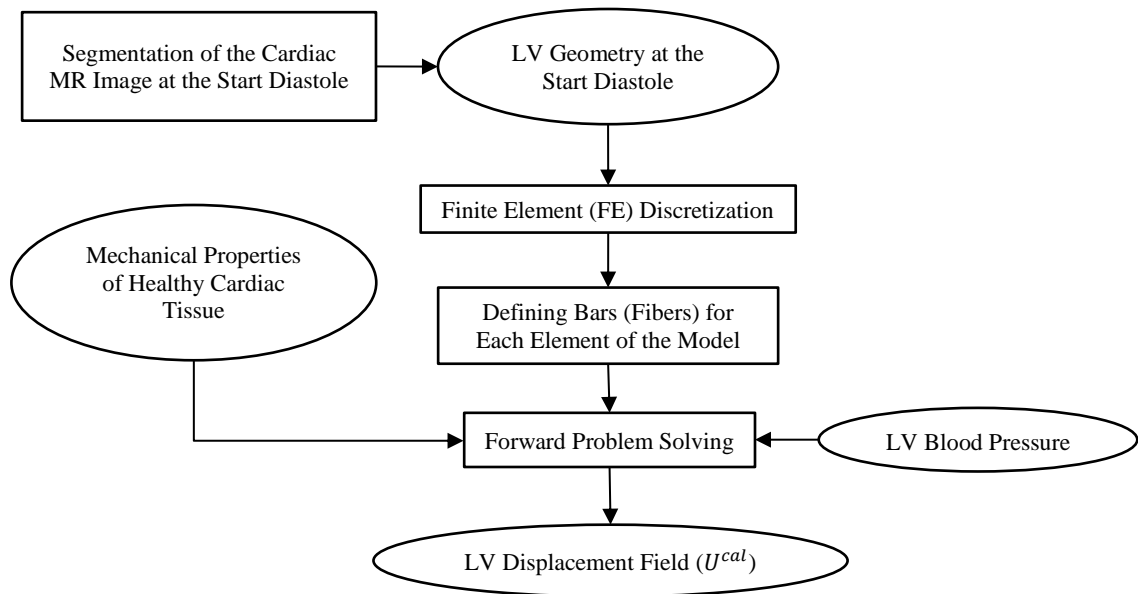 Segmentation of the Cardiac
MR Image at the Start Diastole
LV Geometry at the
Start Diastole
Finite Element (FE) Discretization
Mechanical Properties
of Healthy Cardiac
Tissue
Defining Bars (Fibers) for
Each Element of the Model
Forward Problem Solving
LV Blood Pressure
LV Displacement Field (U^{cal})